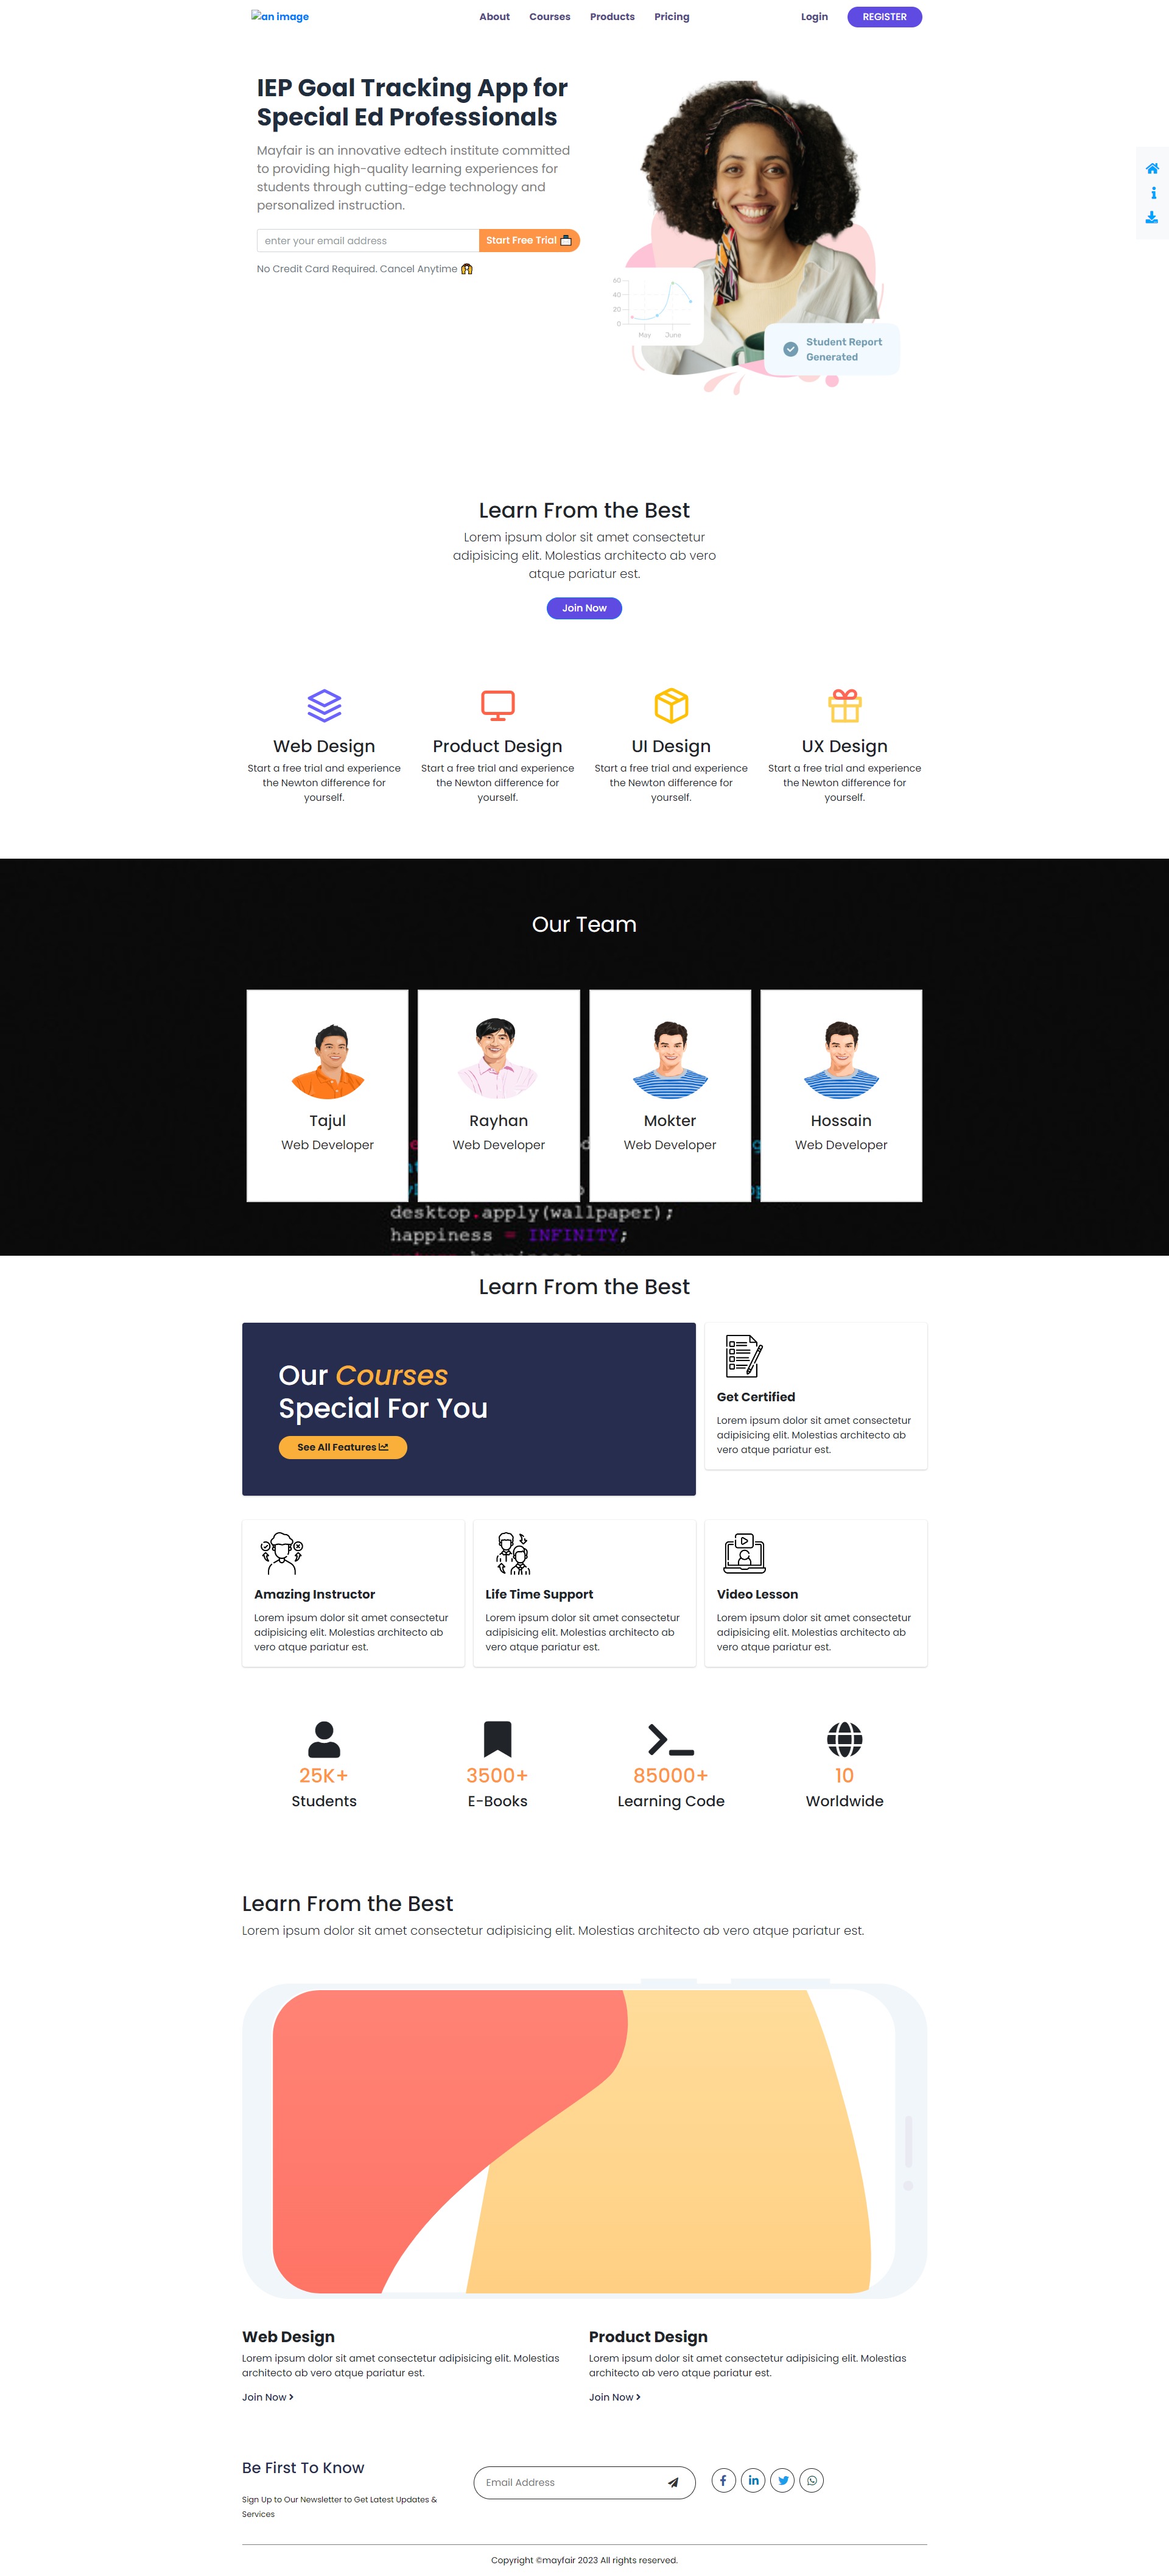 an image
About Courses Products Pricing
Login REGISTER
IEP Goal Tracking App for
Special Ed Professionals
Mayfair is an innovative edtech institute committed
to providing high-quality learning experiences for
students through cutting-edge technology and
personalized instruction.
enter your email address
Start Free Trial
No Credit Card Required. Cancel Anytime
60
40
20
0
May June
Student Report
Generated
Learn From the Best
Lorem ipsum dolor sit amet consectetur
adipisicing elit. Molestias architecto ab vero
atque pariatur est.
Join Now
Web Design
Start a free trial and experience
the Newton difference for
yourself.
Product Design
Start a free trial and experience
the Newton difference for
yourself.
UI Design
Start a free trial and experience
the Newton difference for
yourself.
UX Design
Start a free trial and experience
the Newton difference for
yourself.
Our Team
Tajul
Web Developer
Rayhan
Web Developer
Mokter
Web Developer
Hossain
Web Developer
desktop.apply(wallpaper);
happiness = INFINITY;
Learn From the Best
Our Courses
Special For You
See All Features
Get Certified
Lorem ipsum dolor sit amet consectetur
adipisicing elit. Molestias architecto ab
vero atque pariatur est.
Amazing Instructor
Lorem ipsum dolor sit amet consectetur
adipisicing elit. Molestias architecto ab
vero atque pariatur est.
Life Time Support
Lorem ipsum dolor sit amet consectetur
adipisicing elit. Molestias architecto ab
vero atque pariatur est.
Video Lesson
Lorem ipsum dolor sit amet consectetur
adipisicing elit. Molestias architecto ab
vero atque pariatur est.
25K+
Students
3500+
E-Books
85000+
Learning Code
10
Worldwide
Learn From the Best
Lorem ipsum dolor sit amet consectetur adipisicing elit. Molestias architecto ab vero atque pariatur est.
Web Design
Lorem ipsum dolor sit amet consectetur adipisicing elit. Molestias
architecto ab vero atque pariatur est.
Join Now
Product Design
Lorem ipsum dolor sit amet consectetur adipisicing elit. Molestias
architecto ab vero atque pariatur est.
Join Now
Be First To Know
Sign Up to Our Newsletter to Get Latest Updates &
Services
Email Address
Copyright ©mayfair 2023 All rights reserved.